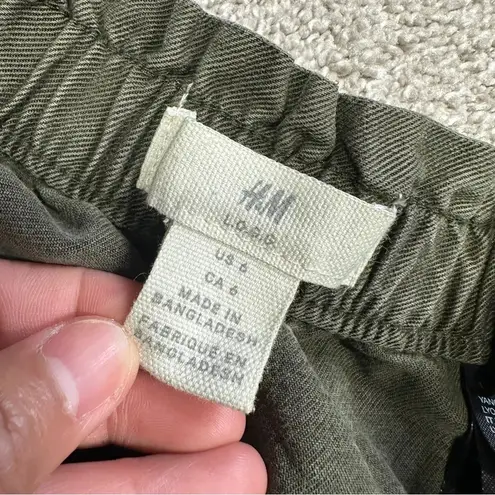 H&M
L.O.G.G.
US 6
CA 6
MADE IN
BANGLADESH
FABRIQUÉ EN
BANGLADESH